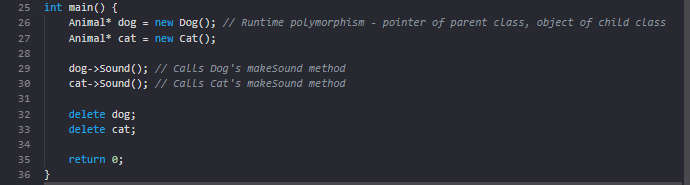 25 int main() {
26     Animal* dog = new Dog(); // Runtime polymorphism - pointer of parent class, object of child class
27     Animal* cat = new Cat();
28
29     dog->Sound(); // Calls Dog's makeSound method
30     cat->Sound(); // Calls Cat's makeSound method
31
32     delete dog;
33     delete cat;
34
35     return 0;
36 }